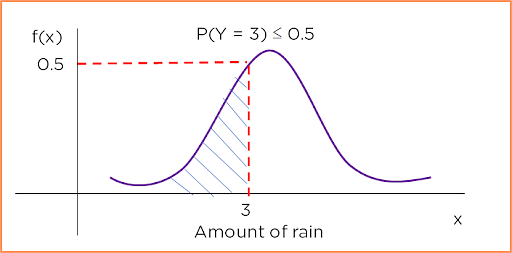 f(x)
P(Y = 3) ≤ 0.5
0.5
3
x
Amount of rain